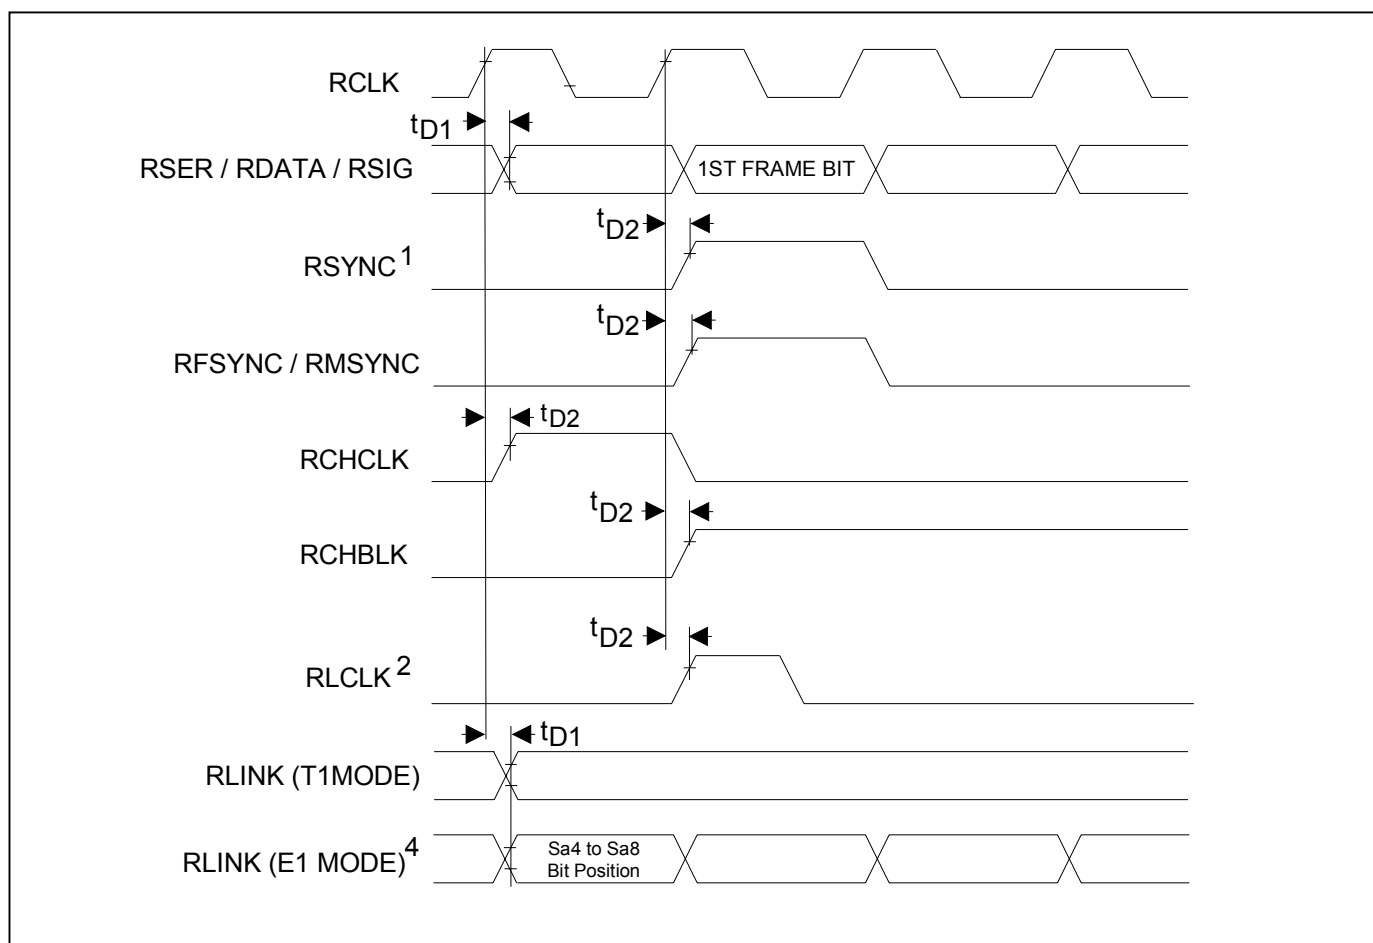 RCLK
tD1
RSER / RDATA / RSIG
1ST FRAME BIT
tD2
RSYNC1
tD2
RFSYNC / RMSYNC
tD2
RCHCLK
tD2
RCHBLK
tD2
RLCLK2
tD1
RLINK (T1MODE)
RLINK (E1 MODE)4
Sa4 to Sa8
Bit Position